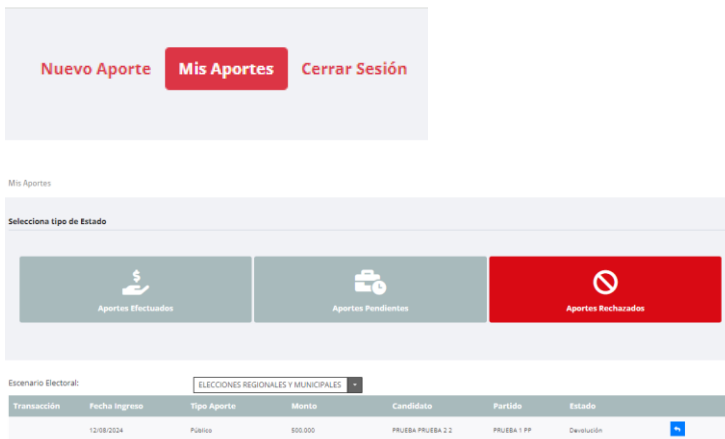 Nuevo Aporte Mis Aportes Cerrar Sesión
Mis Aportes
Selecciona tipo de Estado
$
Aportes Efectuados Aportes Pendientes Aportes Rechazados
Escenario Electoral: ELECCIONES REGIONALES Y MUNICIPALES
Transacción Fecha Ingreso Tipo Aporte Monto Candidato Partido Estado
12/08/2024 Público 500.000 PRUEBA PRUEBA 2 2 PRUEBA 1 PP Devolución